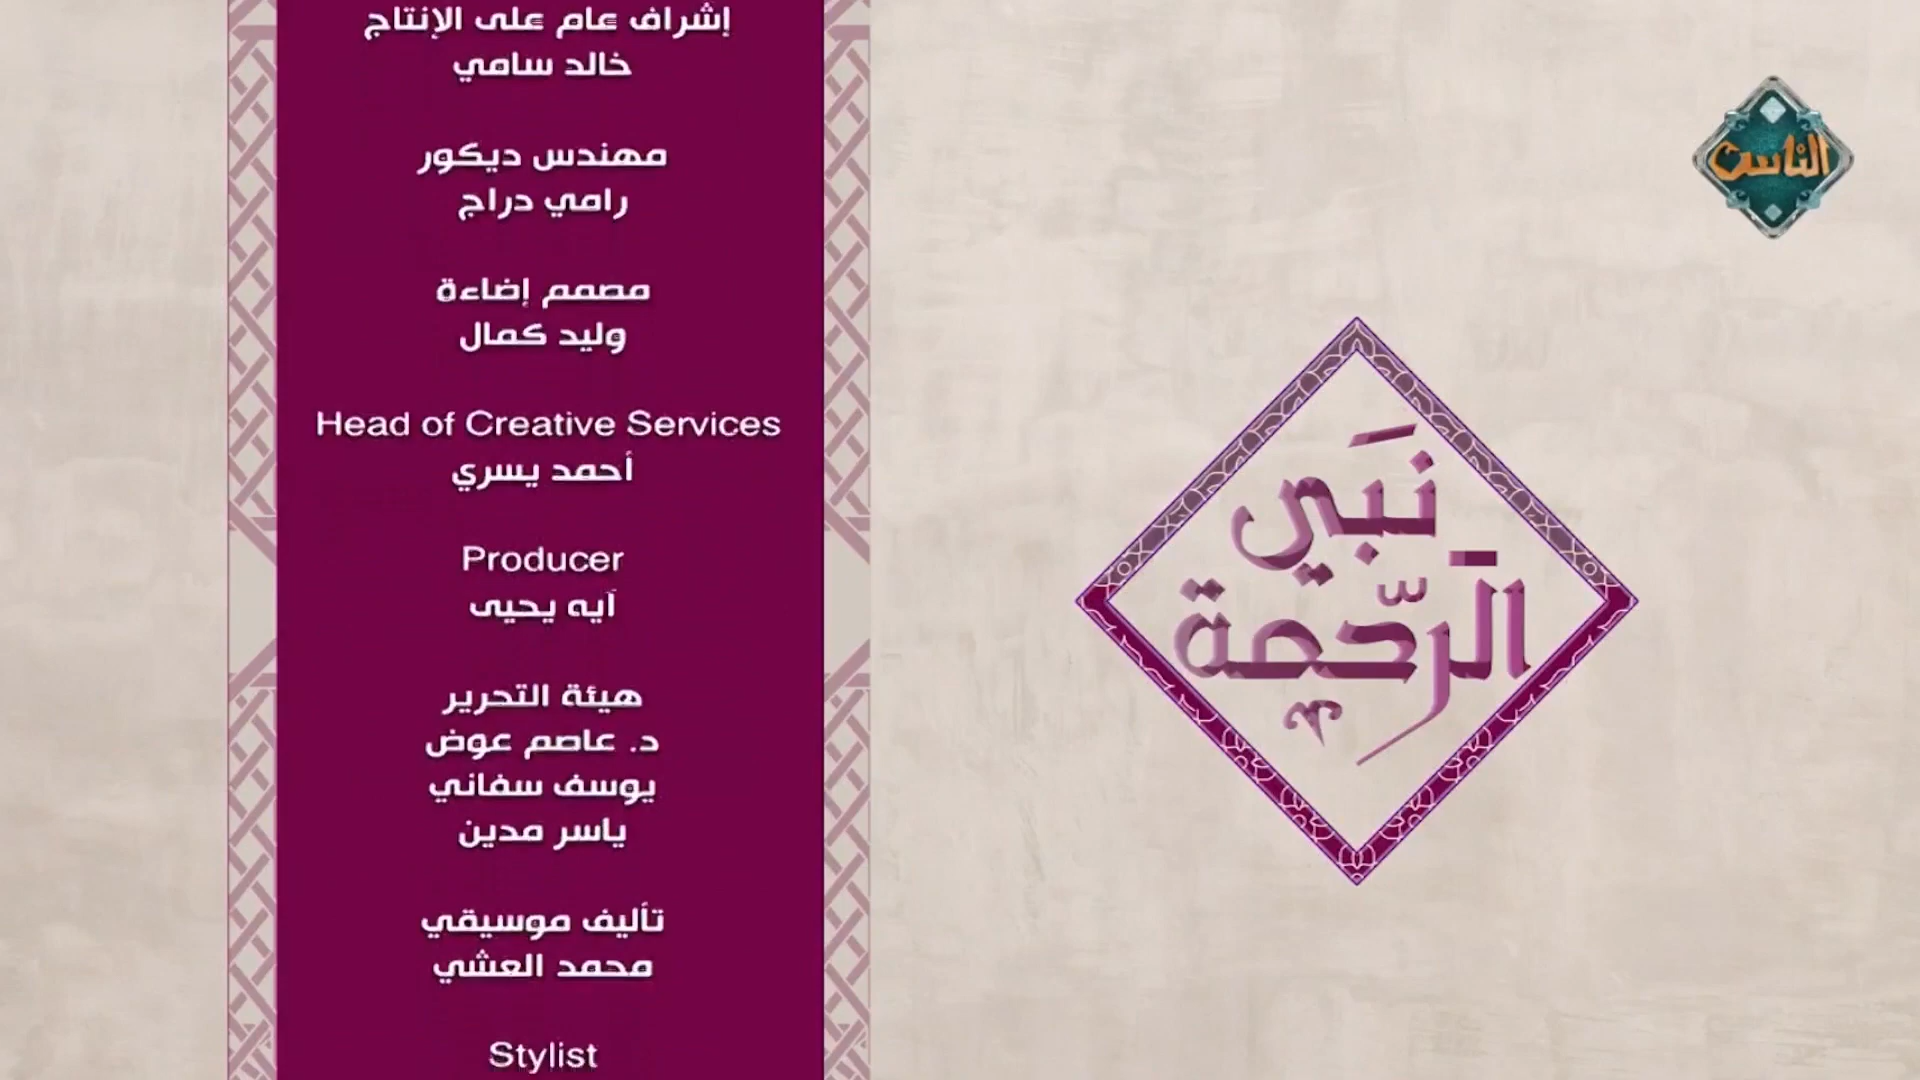 إشراف عام على الإنتاج
خالد سامي
مهندس ديكور
رامي دراج
مصمم إضاءة
وليد كمال
Head of Creative Services
أحمد يسري
Producer
آيه يحيى
هيئة التحرير
د. عاصم عوض
يوسف سفاني
ياسر مدين
تأليف موسيقي
محمد العشي
Stylist
الناس
نَبَي
الَرّحمة